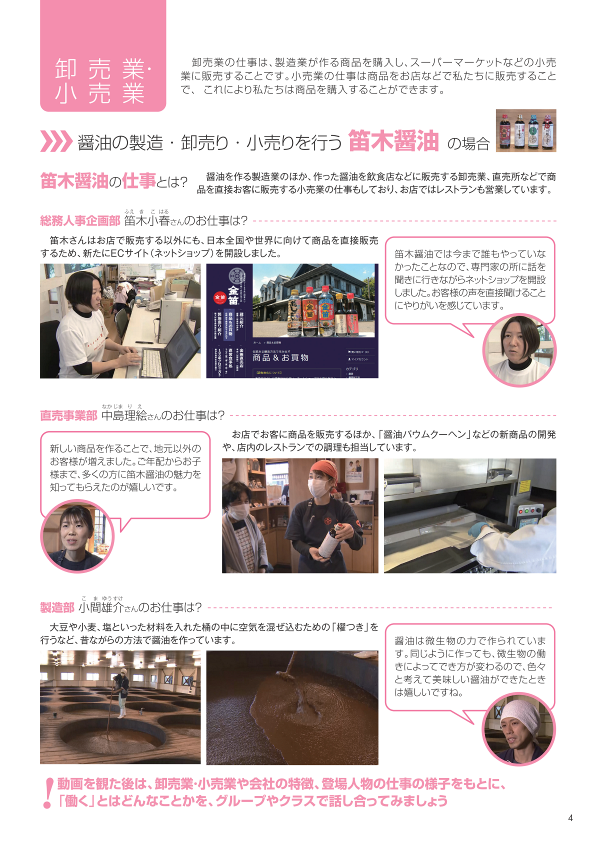 卸売業・
小売業
卸売業の仕事は、製造業が作る商品を購入し、スーパーマーケットなどの小売
業に販売することです。小売業の仕事は商品をお店などで私たちに販売すること
で、これにより私たちは商品を購入することができます。
醤油の製造・卸売り・小売りを行う 笛木醤油 の場合
笛木醤油の仕事とは?
醤油を作る製造業のほか、作った醤油を飲食店などに販売する卸売業、直売所などで商
品を直接お客に販売する小売業の仕事もしており、お店ではレストランも営業しています。
ふえ き こ はる
総務人事企画部 笛木小春さんのお仕事は?
笛木さんはお店で販売する以外にも、日本全国や世界に向けて商品を直接販売
するため、新たにECサイト(ネットショップ)を開設しました。
笛木醤油では今まで誰もやっていな
かったことなので、専門家の所に話を
聞きに行きながらネットショップを開設
しました。お客様の声を直接聞けること
にやりがいを感じています。
金笛
商品&お買物
なかじま り え
直売事業部 中島理絵さんのお仕事は?
お店でお客に商品を販売するほか、「醤油バウムクーヘン」などの新商品の開発
や、店内のレストランでの調理も担当しています。
新しい商品を作ることで、地元以外の
お客様が増えました。ご年配からお子
様まで、多くの方に笛木醤油の魅力を
知ってもらえたのが嬉しいです。
こ ま ゆうすけ
製造部 小間雄介さんのお仕事は?
大豆や小麦、塩といった材料を入れた桶の中に空気を混ぜ込むための「櫂つき」を
行うなど、昔ながらの方法で醤油を作っています。
醤油は微生物の力で作られていま
す。同じように作っても、微生物の働
きによってでき方が変わるので、色々
と考えて美味しい醤油ができたとき
は嬉しいですね。
!動画を観た後は、卸売業・小売業や会社の特徴、登場人物の仕事の様子をもとに、
「働く」とはどんなことかを、グループやクラスで話し合ってみましょう
4